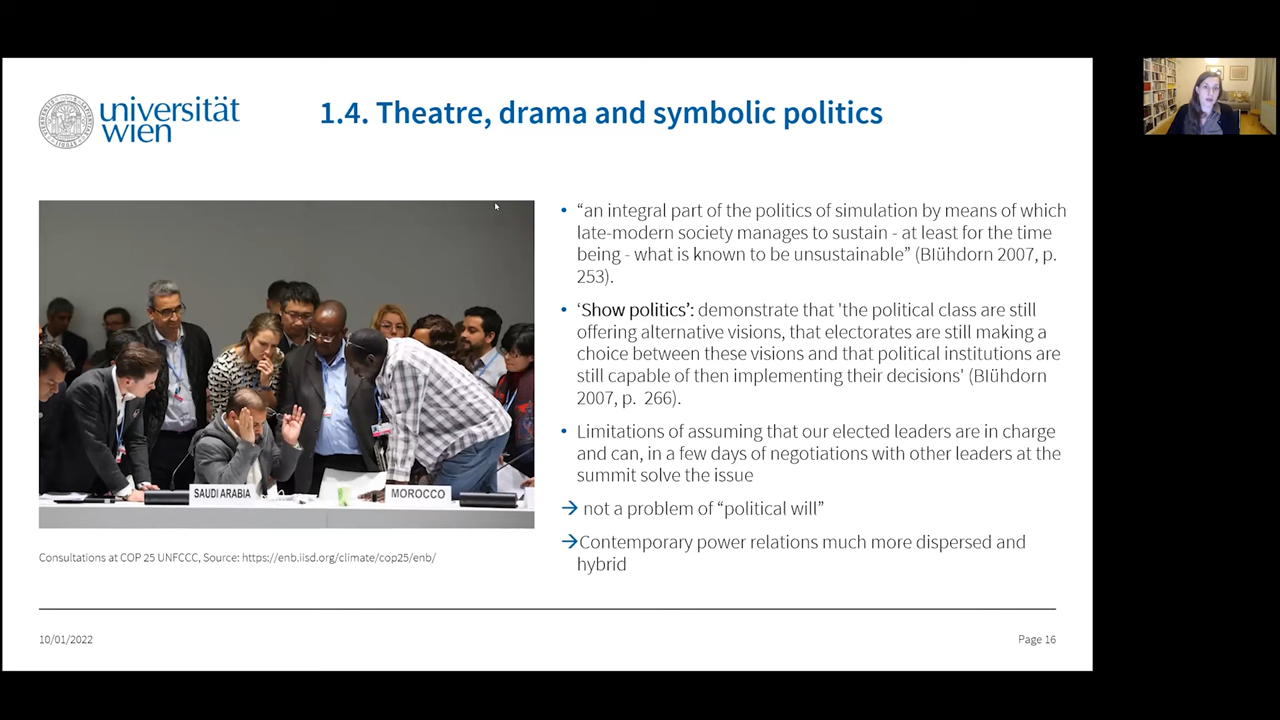 universität
wien
1.4. Theatre, drama and symbolic politics
• “an integral part of the politics of simulation by means of which
late-modern society manages to sustain - at least for the time
being - what is known to be unsustainable” (Blühdorn 2007, p.
253).
• ‘Show politics’: demonstrate that 'the political class are still
offering alternative visions, that electorates are still making a
choice between these visions and that political institutions are
still capable of then implementing their decisions' (Blühdorn
2007, p. 266).
• Limitations of assuming that our elected leaders are in charge
and can, in a few days of negotiations with other leaders at the
summit solve the issue
→ not a problem of “political will”
→Contemporary power relations much more dispersed and
hybrid
SAUDI ARABIA
MOROCCO
Consultations at COP 25 UNFCCC, Source: https://enb.iisd.org/climate/cop25/enb/
10/01/2022
Page 16